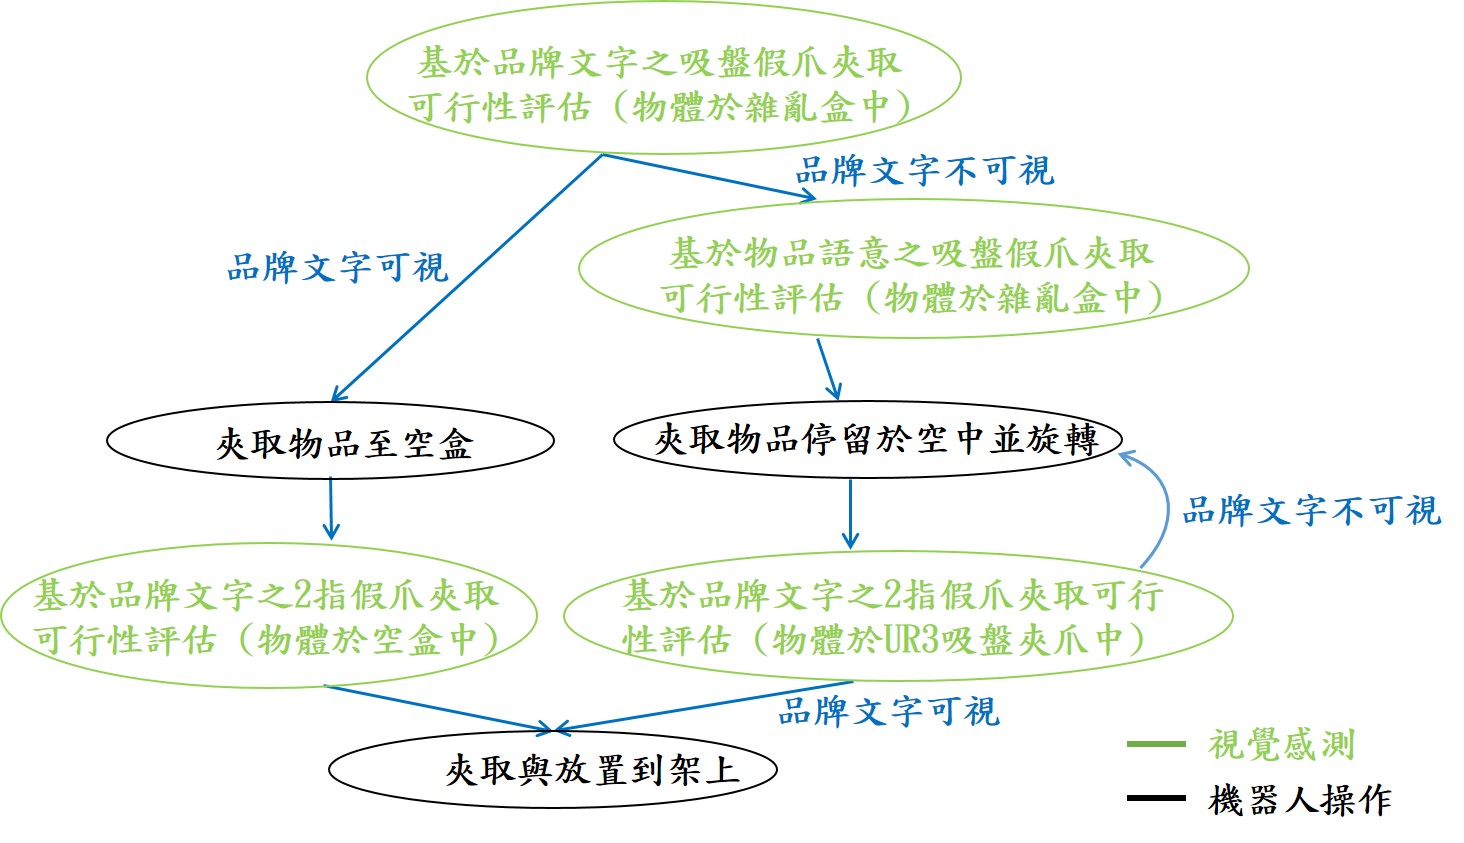 基於品牌文字之吸盤假爪夾取
可行性評估（物體於雜亂盒中）
品牌文字不可視
品牌文字可視
基於物品語意之吸盤假爪夾取
可行性評估（物體於雜亂盒中）
夾取物品至空盒
夾取物品停留於空中並旋轉
品牌文字不可視
基於品牌文字之2指假爪夾取
可行性評估（物體於空盒中）
基於品牌文字之2指假爪夾取可行
性評估（物體於UR3吸盤夾爪中）
品牌文字可視
夾取與放置到架上
視覺感測
機器人操作